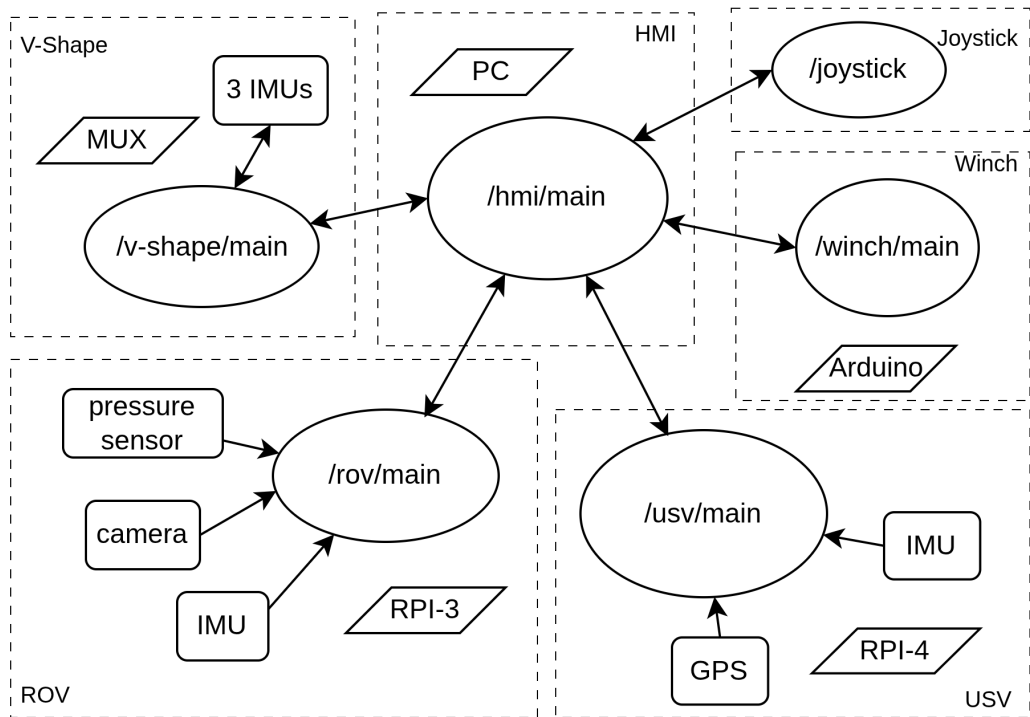 V-Shape
3 IMUs
MUX
/v-shape/main
HMI
PC
/hmi/main
Joystick
/joystick
Winch
/winch/main
Arduino
pressure
sensor
/rov/main
camera
IMU
RPI-3
ROV
/usv/main
IMU
GPS
RPI-4
USV